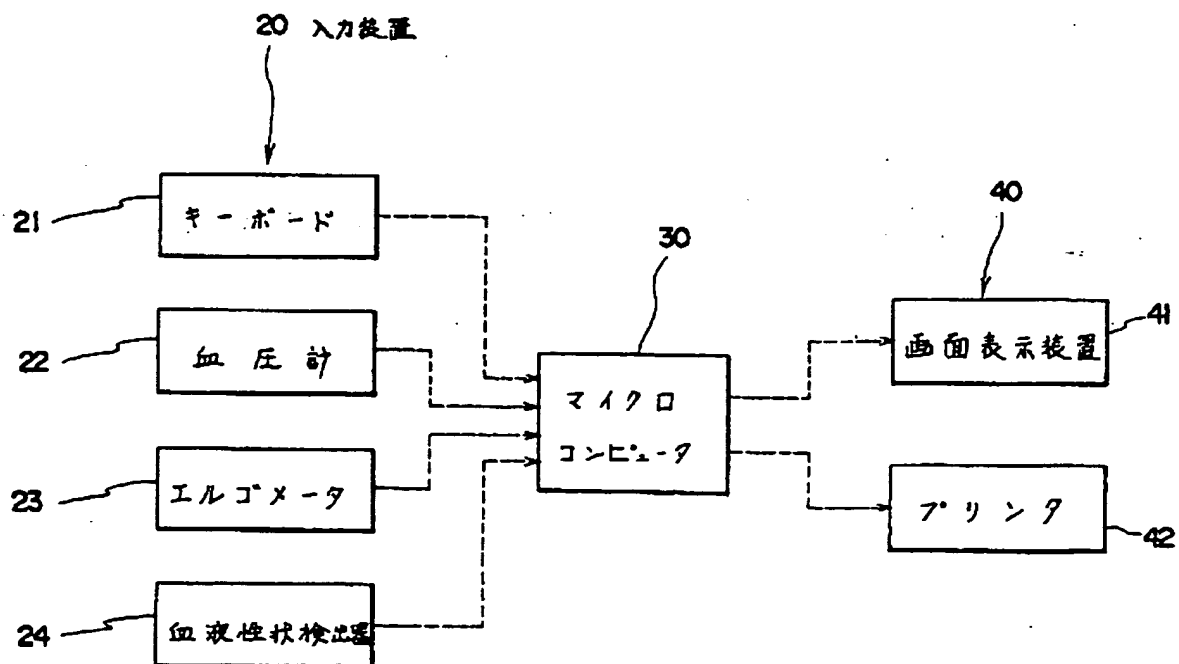 20 入力装置
21
キーボード
22
血圧計
23
エルゴメータ
24
血液性状検出器
30
マイクロ
コンピュータ
40
41
画面表示装置
プリンタ
42